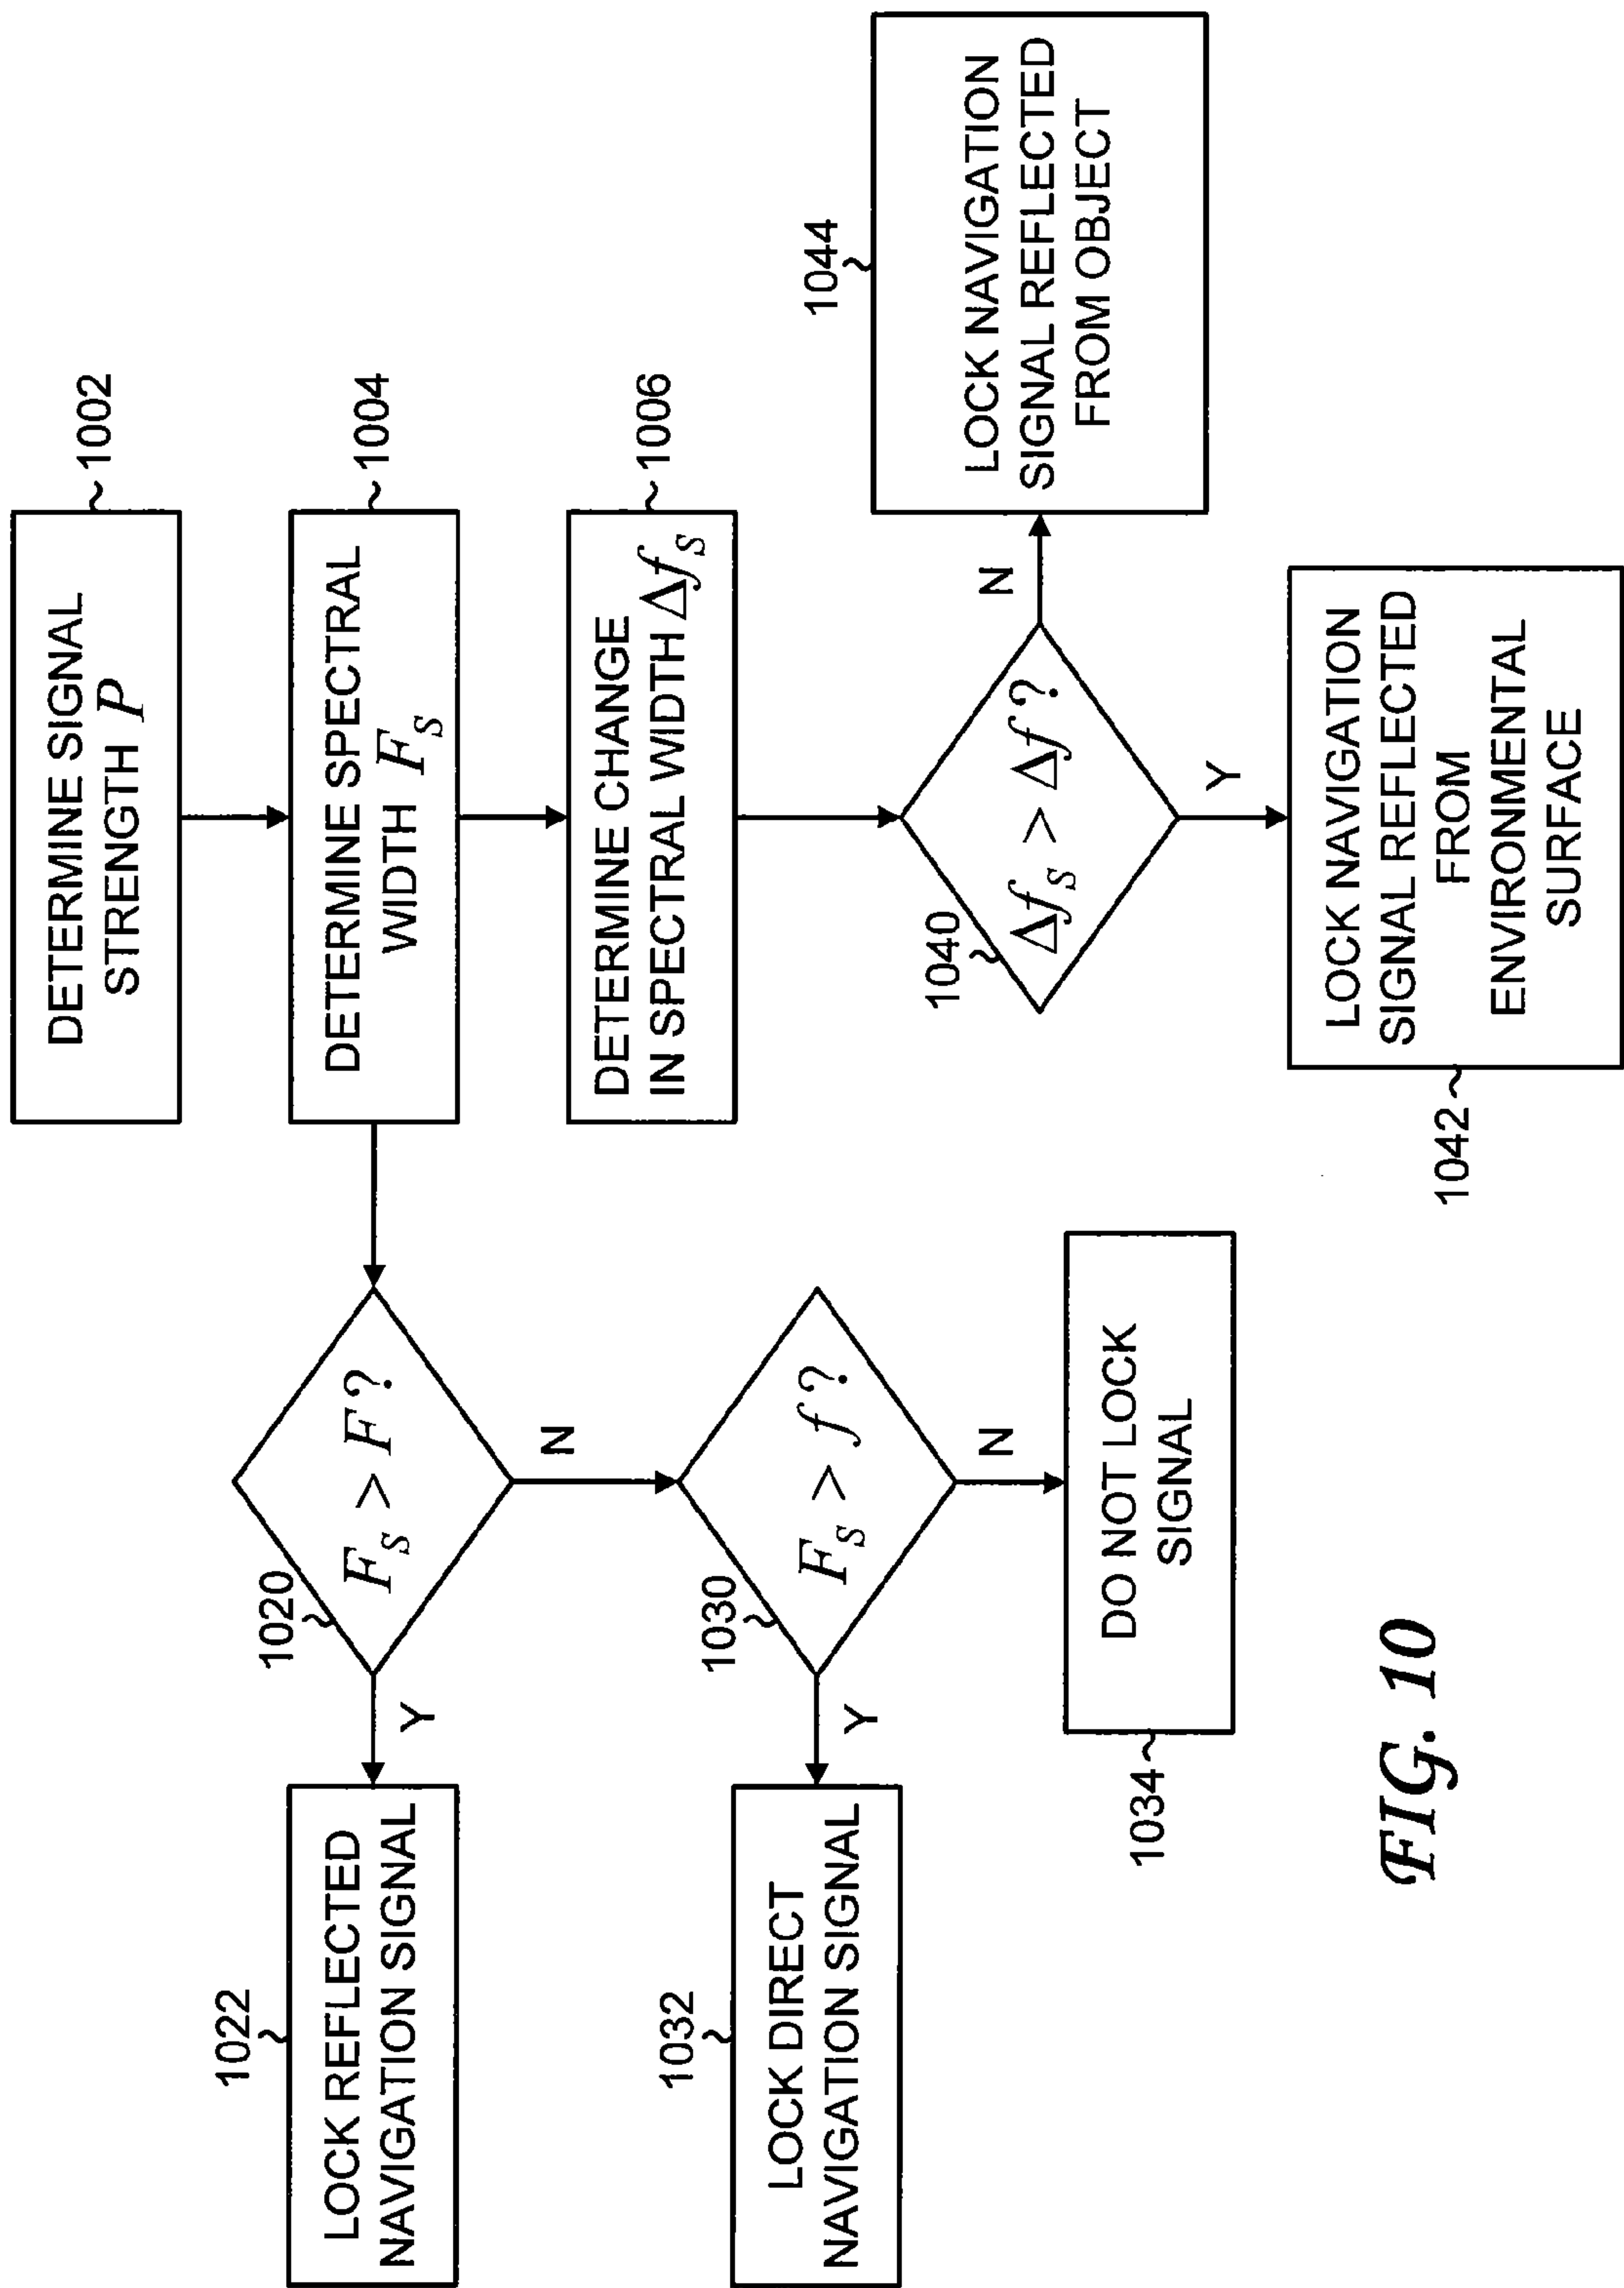 DETERMINE SIGNAL
STRENGTH P
1002
DETERMINE SPECTRAL
WIDTH F_S
1004
DETERMINE CHANGE
IN SPECTRAL WIDTH Δf_S
1006
1020
F_S > F ?
Y
N
1022
LOCK REFLECTED
NAVIGATION SIGNAL
1030
F_S > f ?
Y
N
1032
LOCK DIRECT
NAVIGATION SIGNAL
1034
DO NOT LOCK
SIGNAL
1040
Δf_S > Δf ?
N
Y
1044
LOCK NAVIGATION
SIGNAL REFLECTED
FROM OBJECT
1042
LOCK NAVIGATION
SIGNAL REFLECTED
FROM
ENVIRONMENTAL
SURFACE
FIG. 10